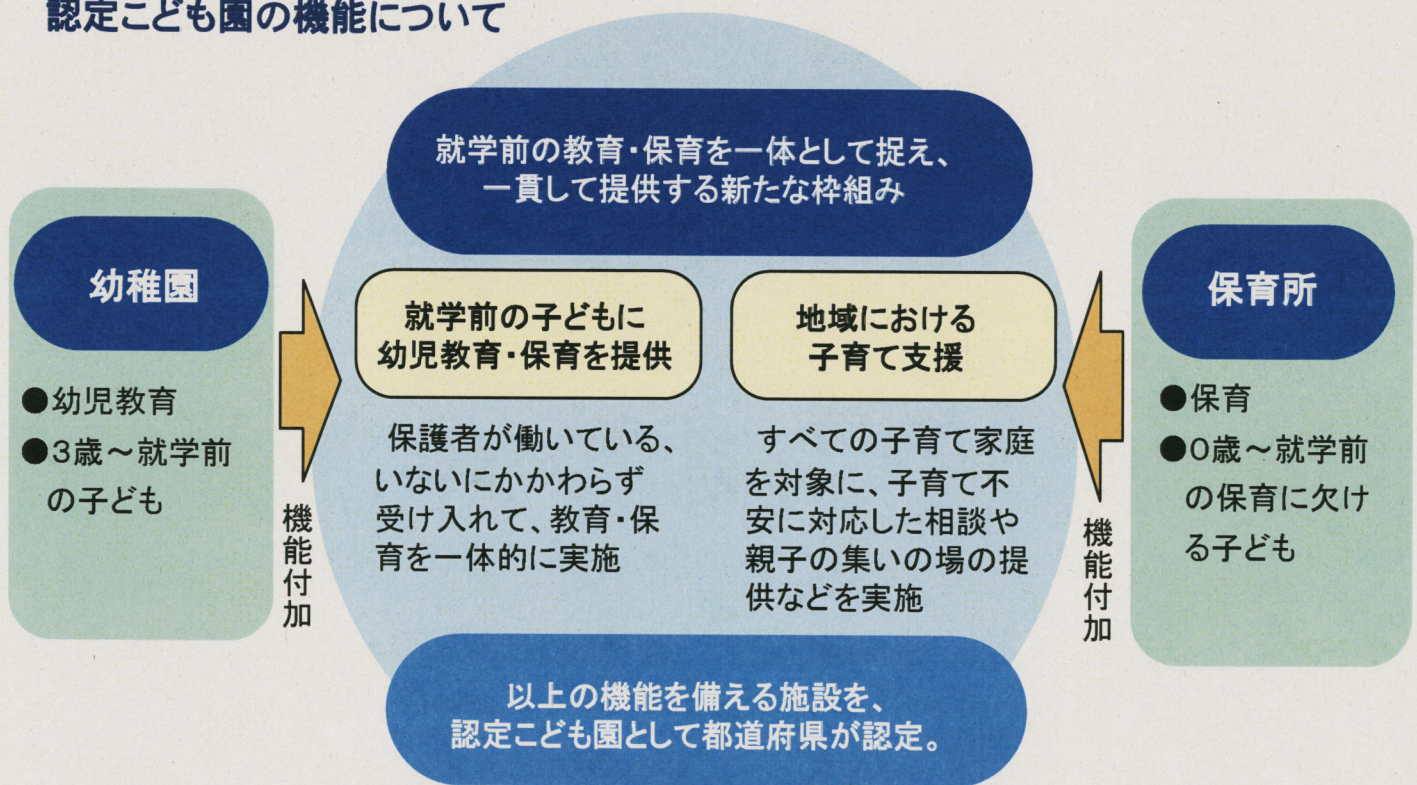 認定こども園の機能について
就学前の教育・保育を一体として捉え、
一貫して提供する新たな枠組み
幼稚園
●幼児教育
●3歳～就学前
の子ども
機能付加
就学前の子どもに
幼児教育・保育を提供
保護者が働いている、
いないにかかわらず
受け入れて、教育・保
育を一体的に実施
地域における
子育て支援
すべての子育て家庭
を対象に、子育て不
安に対応した相談や
親子の集いの場の提
供などを実施
保育所
●保育
●0歳～就学前
の保育に欠け
る子ども
機能付加
以上の機能を備える施設を、
認定こども園として都道府県が認定。